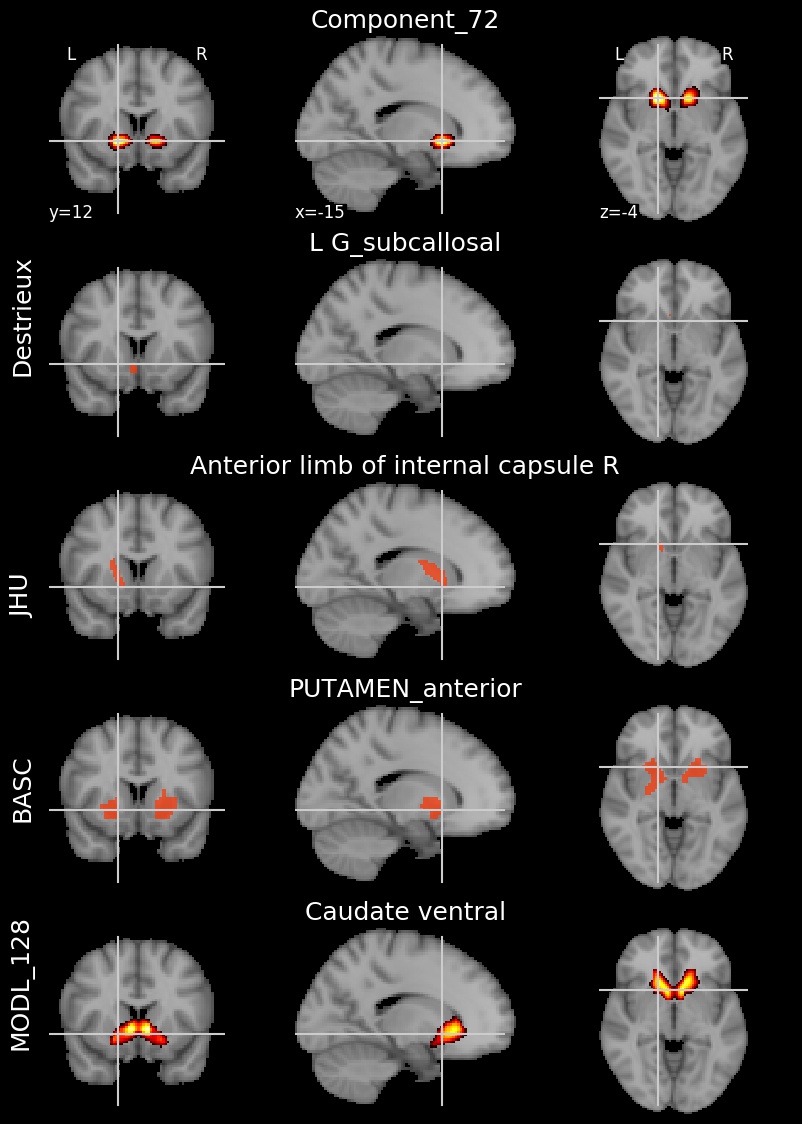 Component_72
L R L R
y=12 x=-15 z=-4
L G_subcallosal
Destrieux
Anterior limb of internal capsule R
JHU
PUTAMEN_anterior
BASC
Caudate ventral
MODL_128